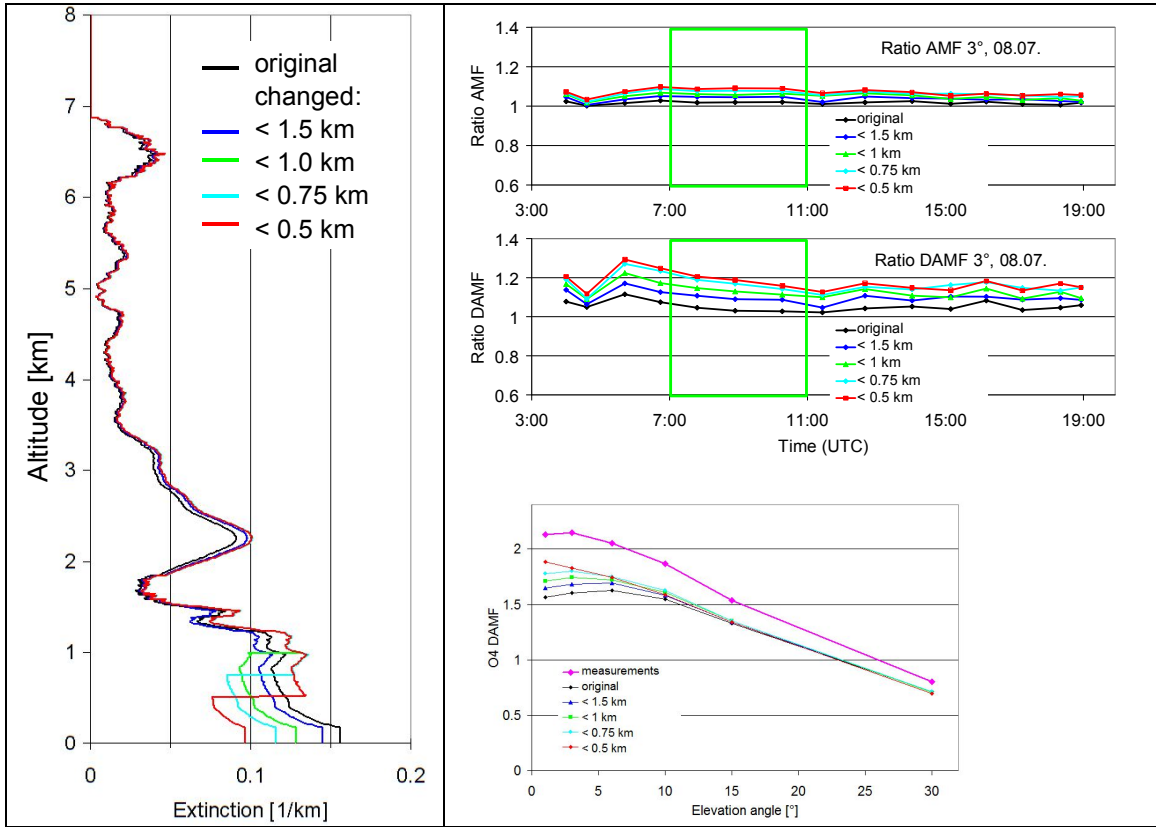 8
7
6
5
4
3
2
1
0
Altitude [km]
original
changed:
< 1.5 km
< 1.0 km
< 0.75 km
< 0.5 km
0
0.1
0.2
Extinction [1/km]
1.4
1.2
1
0.8
0.6
Ratio AMF
Ratio AMF 3°, 08.07.
original
< 1.5 km
< 1 km
< 0.75 km
< 0.5 km
3:00
7:00
11:00
15:00
19:00
1.4
1.2
1
0.8
0.6
Ratio DAMF
Ratio DAMF 3°, 08.07.
original
< 1.5 km
< 1 km
< 0.75 km
< 0.5 km
3:00
7:00
11:00
15:00
19:00
Time (UTC)
2
1.5
1
0.5
0
O4 DAMF
measurements
original
< 1.5 km
< 1 km
< 0.75 km
< 0.5 km
0
5
10
15
20
25
30
Elevation angle [°]